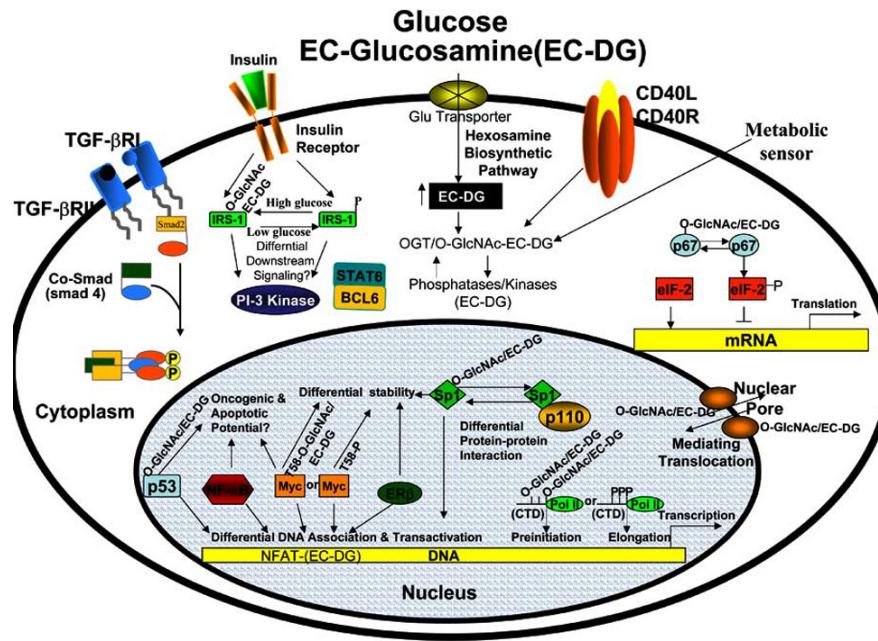 Glucose
EC-Glucosamine(EC-DG)
Insulin
Glu Transporter
CD40L
CD40R
TGF-βRI
TGF-βRII
Insulin
Receptor
Hexosamine
Biosynthetic
Pathway
Metabolic
sensor
O-GlcNAc
EC-DG
P
Smad2
IRS-1
High glucose
IRS-1
Low glucose
EC-DG
O-GlcNAc/EC-DG
p67
p67
Diffential
Downstream
Signaling?
OGT/O-GlcNAc-EC-DG
Co-Smad
(smad 4)
STAT6
BCL6
PI-3 Kinase
Phosphatases/Kinases
(EC-DG)
eIF-2
eIF-2
P
Translation
mRNA
P
P
Cytoplasm
O-GlcNAc/EC-DG
Oncogenic &
Apoptotic
Potential?
Differential stability
Sp1
O-GlcNAc/EC-DG
Sp1
p110
Differential
Protein-protein
Interaction
Nuclear
Pore
O-GlcNAc/EC-DG
O-GlcNAc/EC-DG
Mediating
Translocation
p53
NF-κB
T58-O-GlcNAc/
EC-DG
Myc
or
Myc
T58-P
ERβ
O-GlcNAc/EC-DG
O-GlcNAc/EC-DG
(CTD)
Pol II
or
PPP
(CTD)
Pol II
Preinitiation
Elongation
Transcription
Differential DNA Association & Transactivation
NFAT-(EC-DG)
DNA
Nucleus